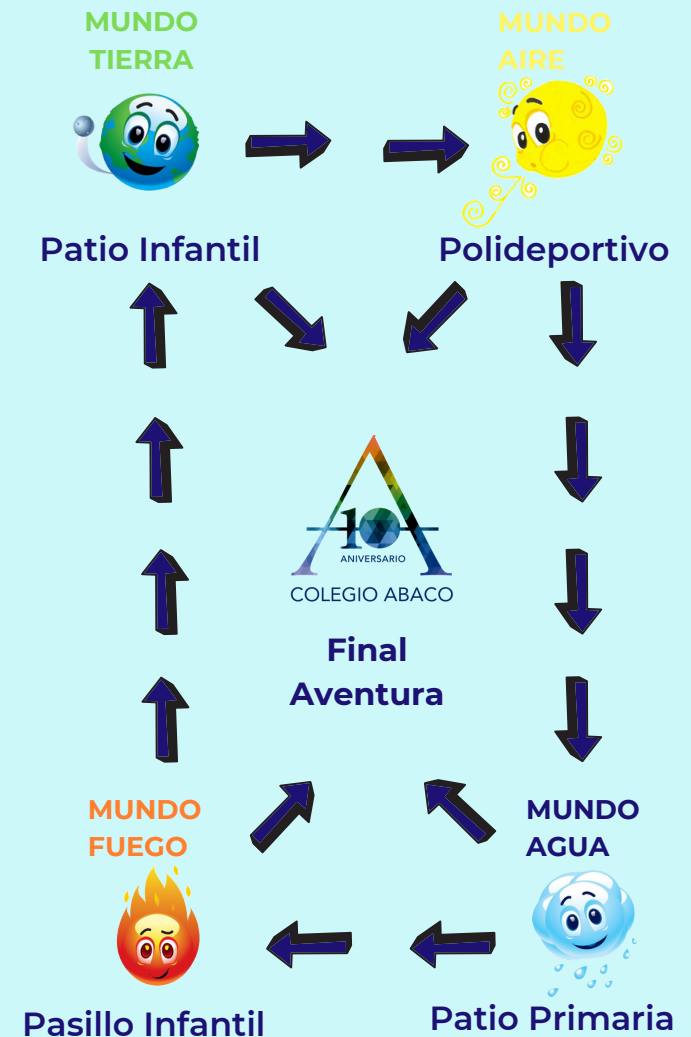 MUNDO
TIERRA
MUNDO
AIRE
Patio Infantil
Polideportivo
10
ANIVERSARIO
COLEGIO ABACO
Final
Aventura
MUNDO
FUEGO
MUNDO
AGUA
Pasillo Infantil
Patio Primaria